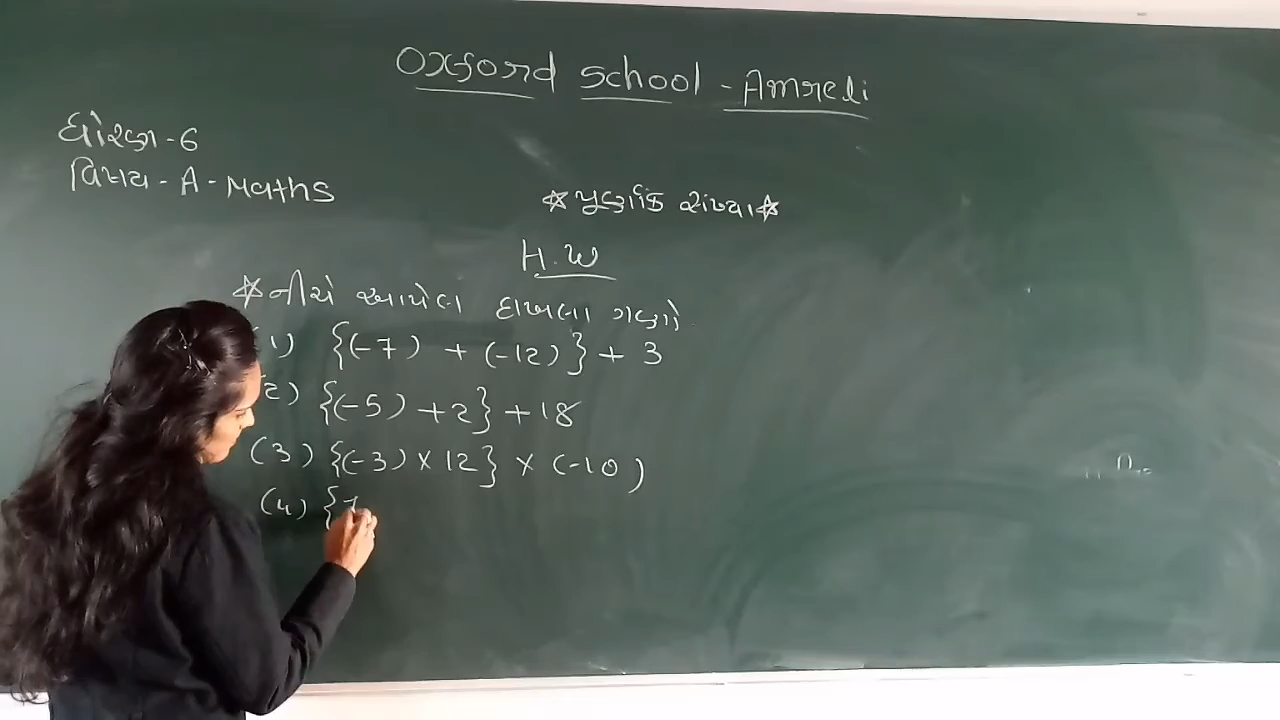 Oxford School - Amreli
ધોરણ - 6
વિષય - A - Maths
☆ પુર્ણાંક સંખ્યા ☆
H.W
☆ નીચે આપેલ દાખલા ગણો.
(1) {(-7) + (-12)} + 3
(2) {(-5) + 2} + 18
(3) {(-3) × 12} × (-10)
(4) {7